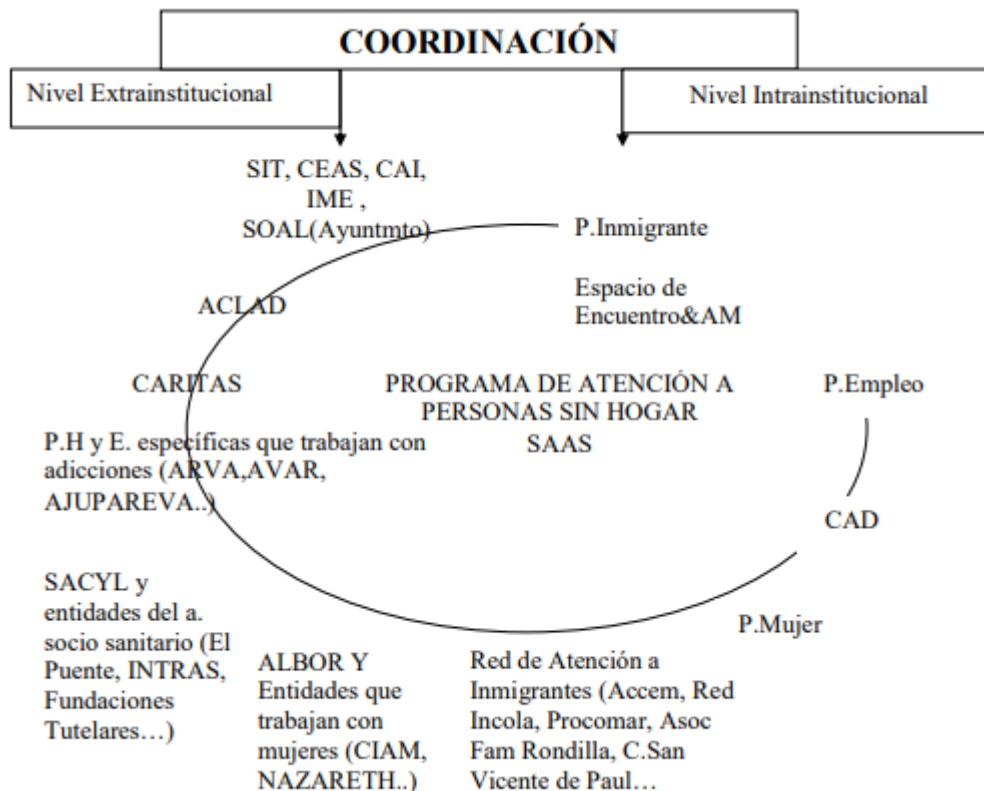 COORDINACIÓN
Nivel Extrainstitucional
Nivel Intrainstitucional
SIT, CEAS, CAI,
IME ,
SOAL(Ayuntmto)
P.Inmigrante
Espacio de
Encuentro&AM
ACLAD
CARITAS
PROGRAMA DE ATENCIÓN A
PERSONAS SIN HOGAR
SAAS
P.Empleo
P.H y E. específicas que trabajan con
adicciones (ARVA,AVAR,
AJUPAREVA..)
CAD
SACYL y
entidades del a.
socio sanitario (El
Puente, INTRAS,
Fundaciones
Tutelares…)
P.Mujer
ALBOR Y
Entidades que
trabajan con
mujeres (CIAM,
NAZARETH..)
Red de Atención a
Inmigrantes (Accem, Red
Incola, Procomar, Asoc
Fam Rondilla, C.San
Vicente de Paul…